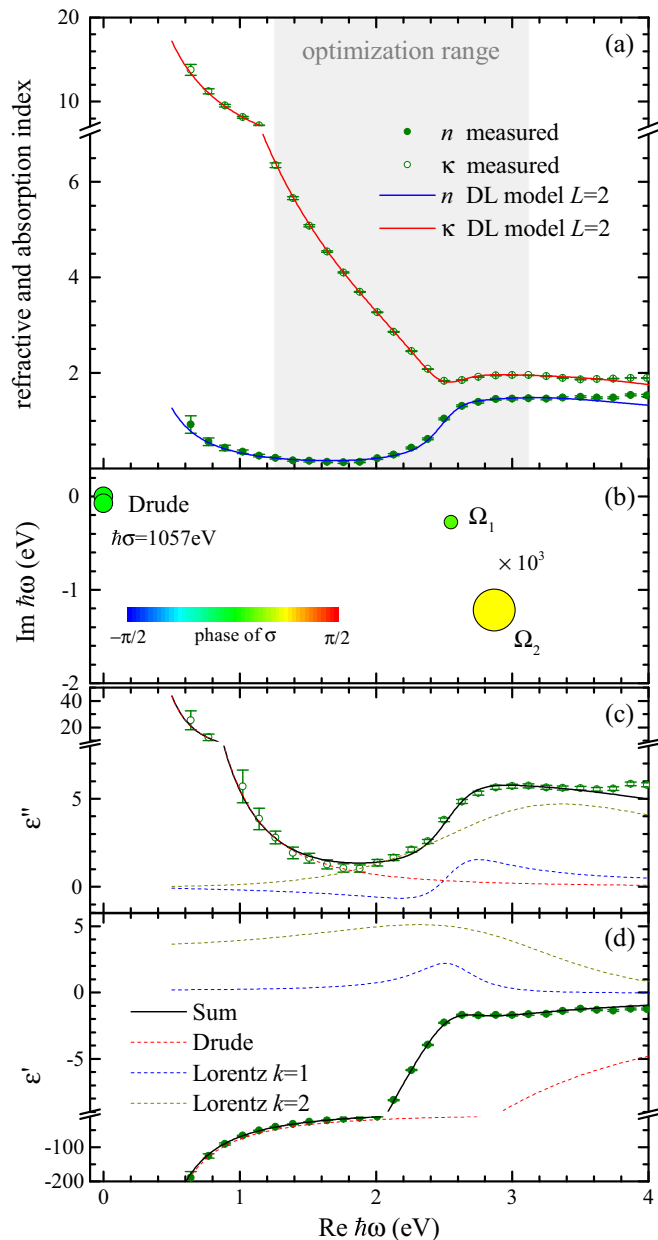 20
(a)
optimization range
10
n measured
κ measured
6
n DL model L=2
κ DL model L=2
4
2
refractive and absorption index
0
(b)
Drude
Ω1
ħσ=1057eV
× 10³
-1
−π/2 phase of σ π/2
Ω2
-2
Im ħω (eV)
40
(c)
20
5
0
ε''
5
(d)
0
Sum
Drude
-5
Lorentz k=1
Lorentz k=2
-100
-200
ε'
0 1 2 3 4
Re ħω (eV)